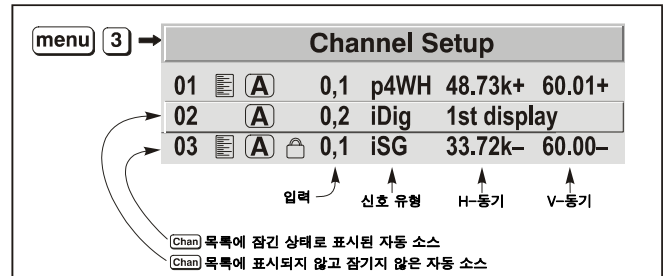 menu 3 Channel Setup
01 A 0,1 p4WH 48.73k+ 60.01+
02 A 0,2 iDig 1st display
03 A 0,1 iSG 33.72k– 60.00–
입력 신호 유형 H–동기 V–동기
Chan 목록에 잠긴 상태로 표시된 자동 소스
Chan 목록에 표시되지 않고 잠기지 않은 자동 소스